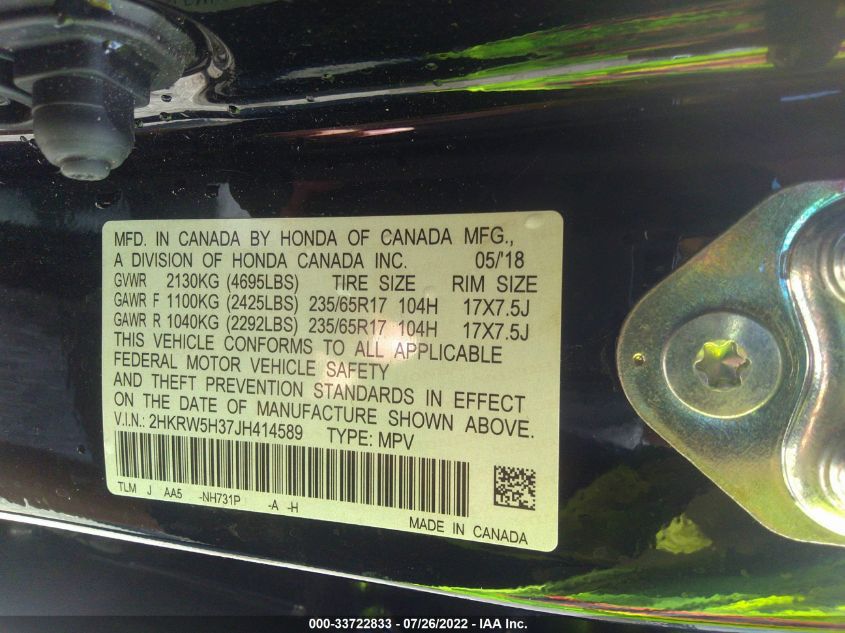 MFD. IN CANADA BY HONDA OF CANADA MFG.,
A DIVISION OF HONDA CANADA INC. 05/'18
GVWR 2130KG (4695LBS) TIRE SIZE RIM SIZE
GAWR F 1100KG (2425LBS) 235/65R17 104H 17X7.5J
GAWR R 1040KG (2292LBS) 235/65R17 104H 17X7.5J
THIS VEHICLE CONFORMS TO ALL APPLICABLE
FEDERAL MOTOR VEHICLE SAFETY
AND THEFT PREVENTION STANDARDS IN EFFECT
ON THE DATE OF MANUFACTURE SHOWN ABOVE.
V.I.N.: 2HKRW5H37JH414589 TYPE: MPV
TLM J AA5 -NH731P -A -H
MADE IN CANADA
000-33722833 / 07/26/2022 - IAA Inc.